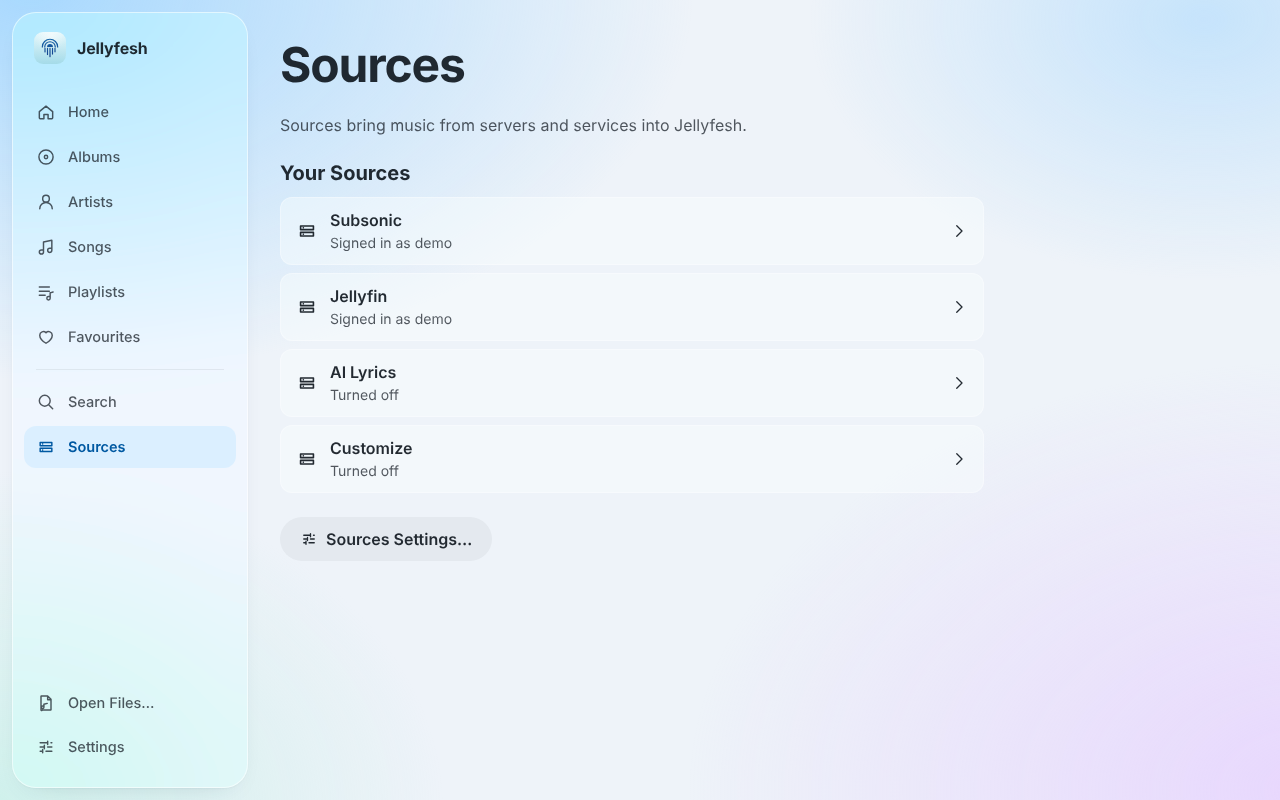 Jellyfesh
Home
Albums
Artists
Songs
Playlists
Favourites
Search
Sources
Open Files...
Settings
Sources
Sources bring music from servers and services into Jellyfesh.
Your Sources
Subsonic
Signed in as demo
Jellyfin
Signed in as demo
AI Lyrics
Turned off
Customize
Turned off
Sources Settings...